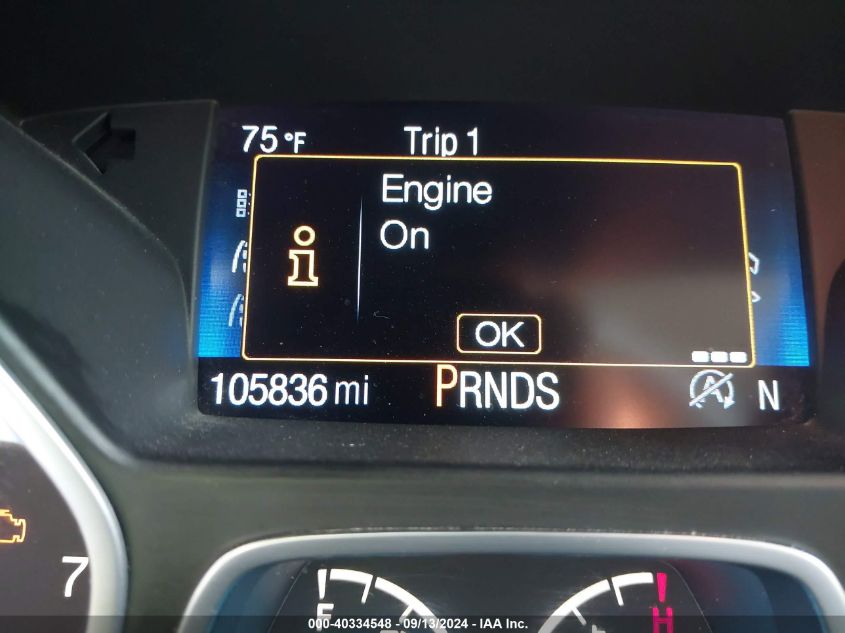 75 °F Trip 1
Engine
On
OK
105836 mi PRNDS A N
7
F H
000-40334548 - 09/13/2024 - IAA Inc.